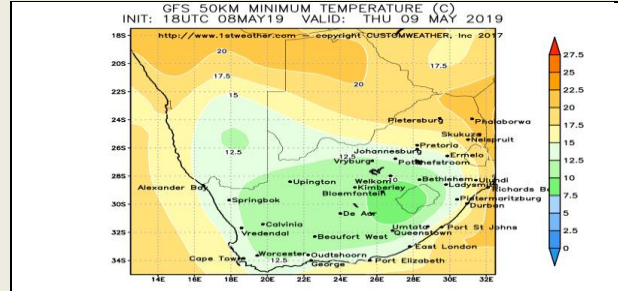 GFS 50KM MINIMUM TEMPERATURE (C)
INIT: 18UTC 08MAY19 VALID: THU 09 MAY 2019
http://www.1stweather.com — copyright CUSTOMWEATHER, Inc 2017
18S
20S
22S
24S
26S
28S
30S
32S
34S
14E 16E 18E 20E 22E 24E 26E 28E 30E 32E
20
17.5
15
12.5
20
17.5
12.5
10
12.5
Pietersburg
Phalaborwa
Skukuza
Nelspruit
Pretoria
Johannesburg
Ermelo
Vryburg
Potchefstroom
Welkom
Bethlehem
Ulundi
Alexander Bay
Upington
Kimberley
Ladysmith
Bloemfontein
Richards B
Springbok
Pietermaritzburg
Durban
De Aar
Calvinia
Umtata
Port St Johns
Vredendal
Beaufort West
Queenstown
East London
Cape Town
Worcester
Oudtshoorn
George
Port Elizabeth
27.5
25
22.5
20
17.5
15
12.5
10
7.5
5
2.5
0